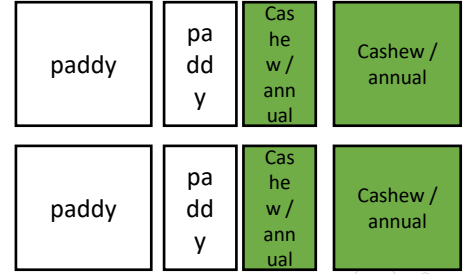 paddy
pa
dd
y
Cas
he
w /
ann
ual
Cashew /
annual
paddy
pa
dd
y
Cas
he
w /
ann
ual
Cashew /
annual